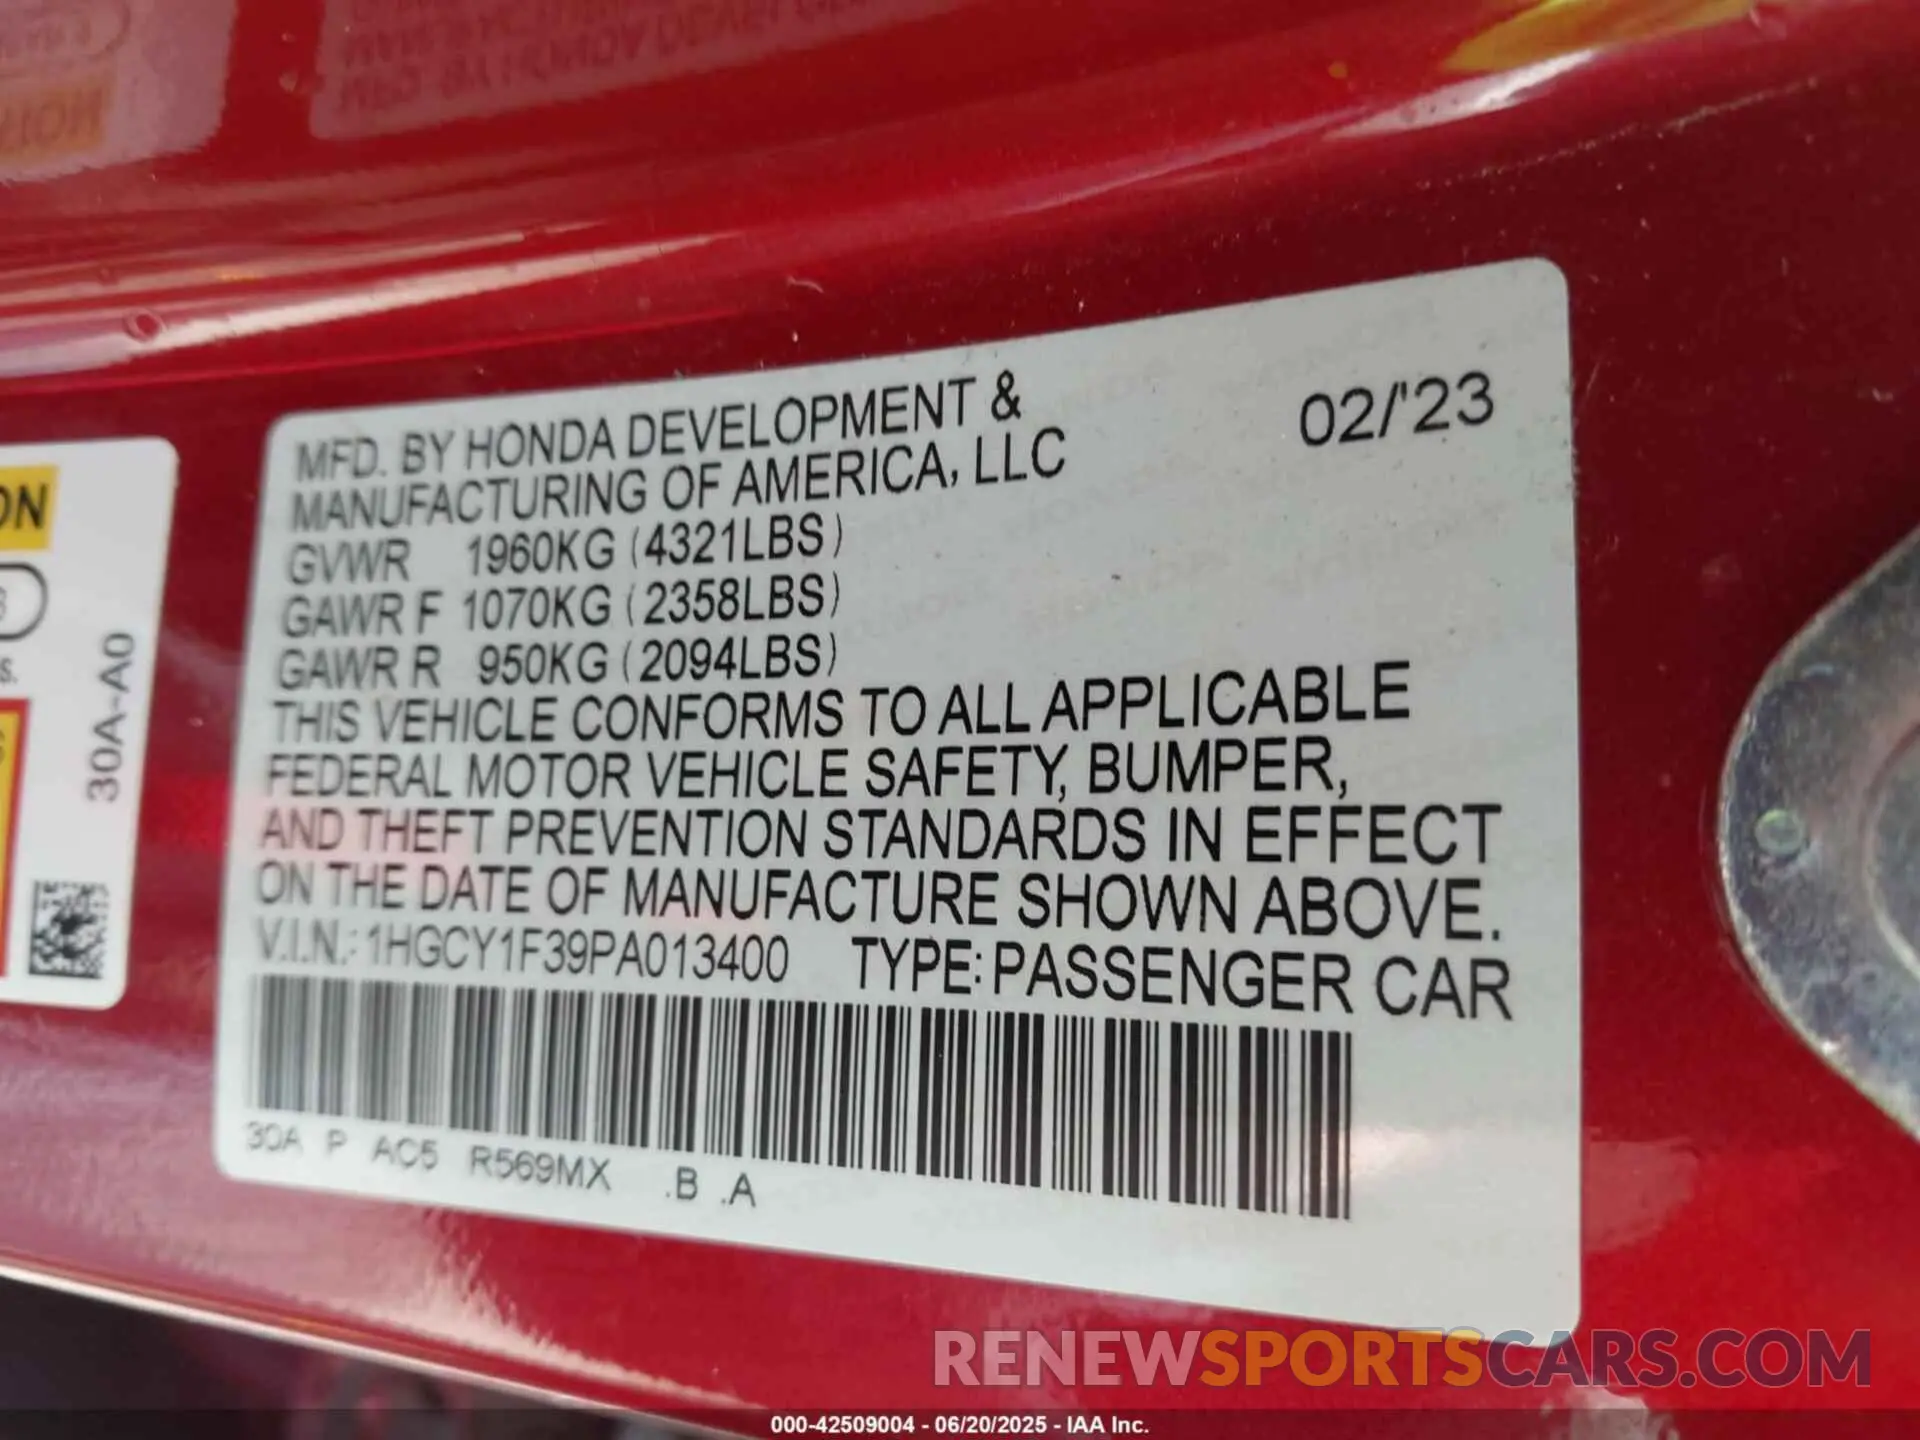 MFD. BY HONDA DEVELOPMENT &
MANUFACTURING OF AMERICA, LLC
02/'23
GVWR 1960KG (4321LBS)
GAWR F 1070KG (2358LBS)
GAWR R 950KG (2094LBS)
THIS VEHICLE CONFORMS TO ALL APPLICABLE
FEDERAL MOTOR VEHICLE SAFETY, BUMPER,
AND THEFT PREVENTION STANDARDS IN EFFECT
ON THE DATE OF MANUFACTURE SHOWN ABOVE.
V.I.N.: 1HGCY1F39PA013400 TYPE: PASSENGER CAR
30A P AC5 R569MX .B .A
30A-A0
RENEWSPORTSCARS.COM
000-42509004 - 06/20/2025 - IAA Inc.